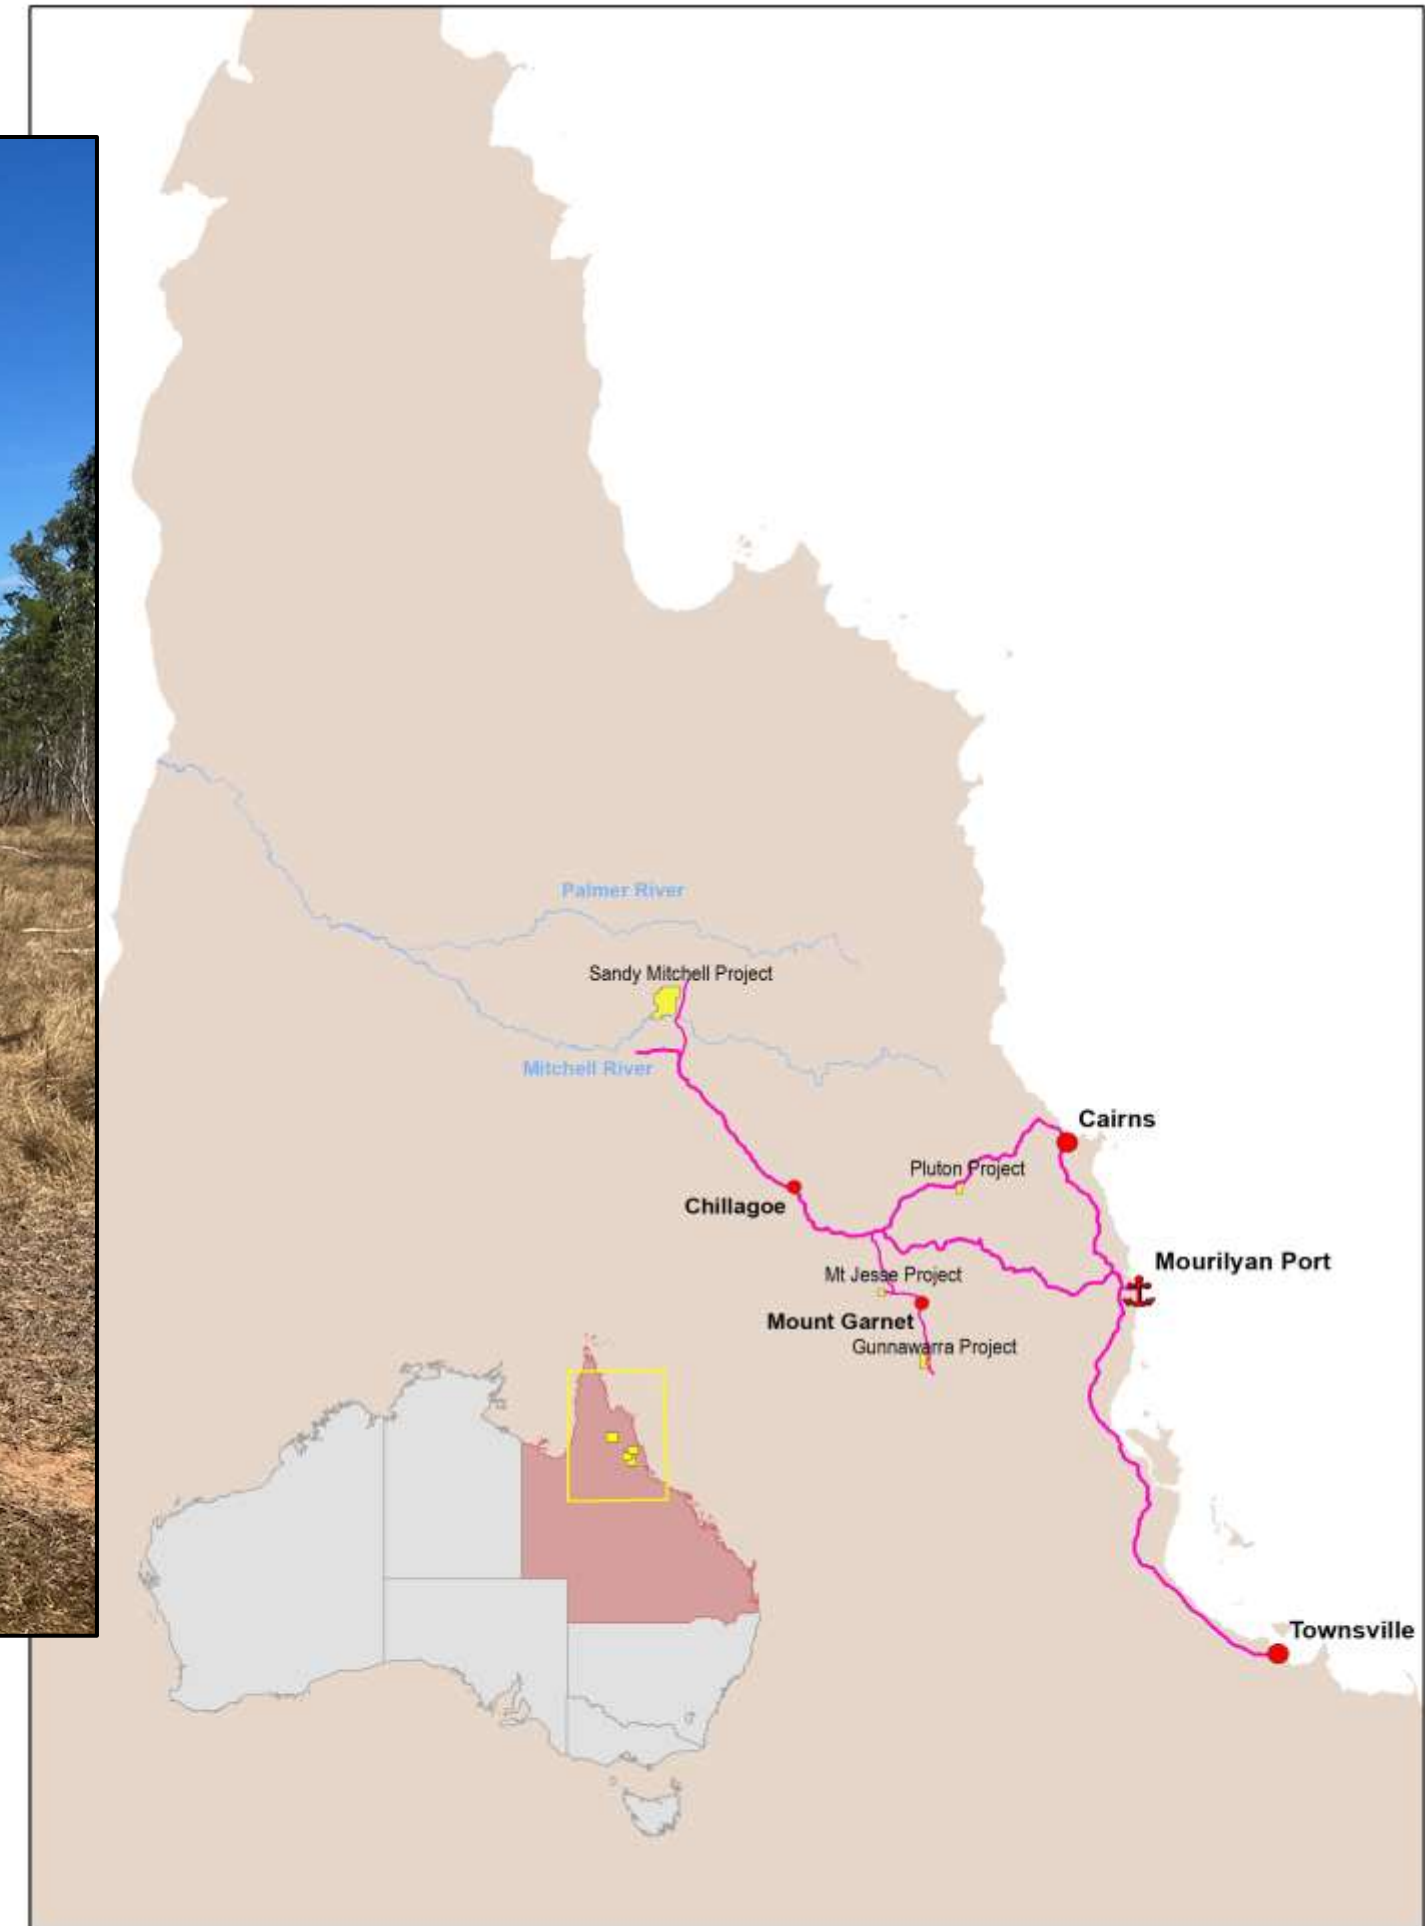 Palmer River
Sandy Mitchell Project
Mitchell River
Cairns
Pluton Project
Chillagoe
Mourilyan Port
Mt Jesse Project
Mount Garnet
Gunnawarra Project
Townsville